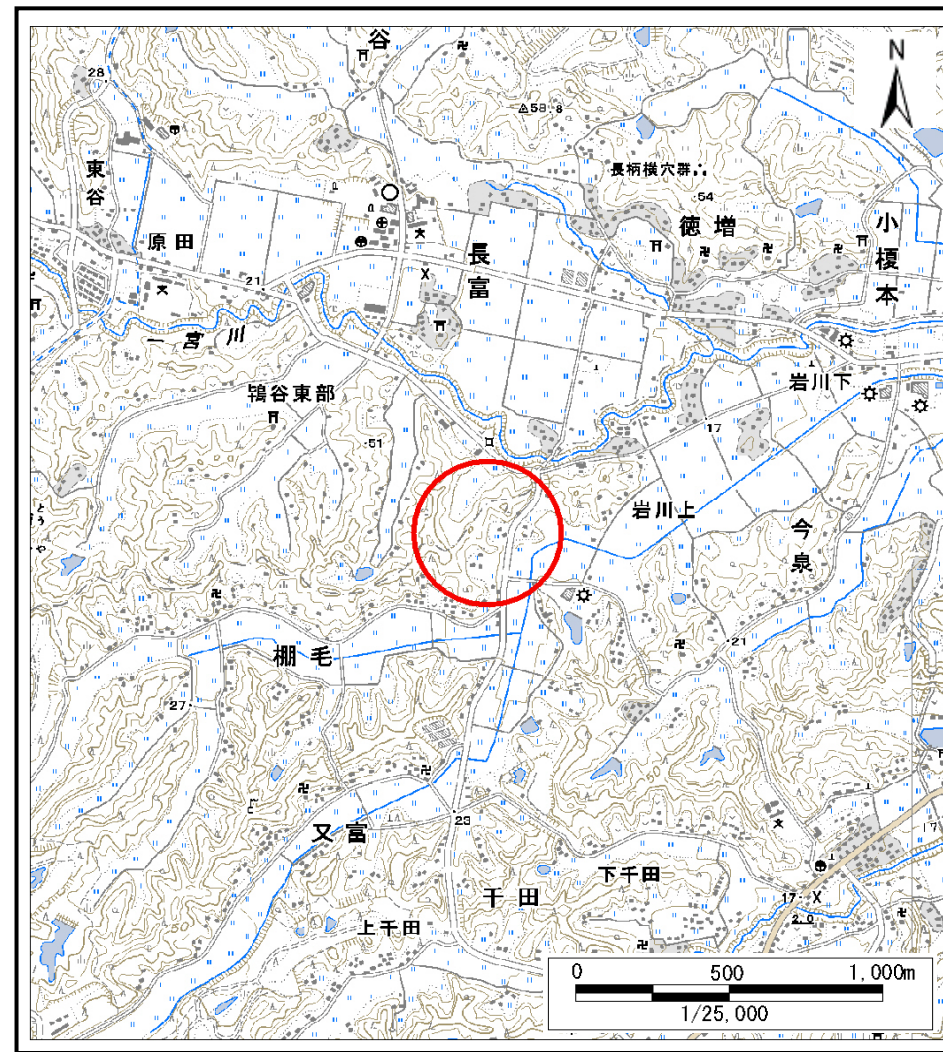 谷
N
28
58.8
東谷
長柄横穴群
54
徳増
小榎本
原田
長富
21
一宮川
岩川下
鴇谷東部
17
51
岩川上
今泉
棚毛
21
27
又富
23
下千田
千田
17
上千田
2.0
0 500 1,000m
1/25,000